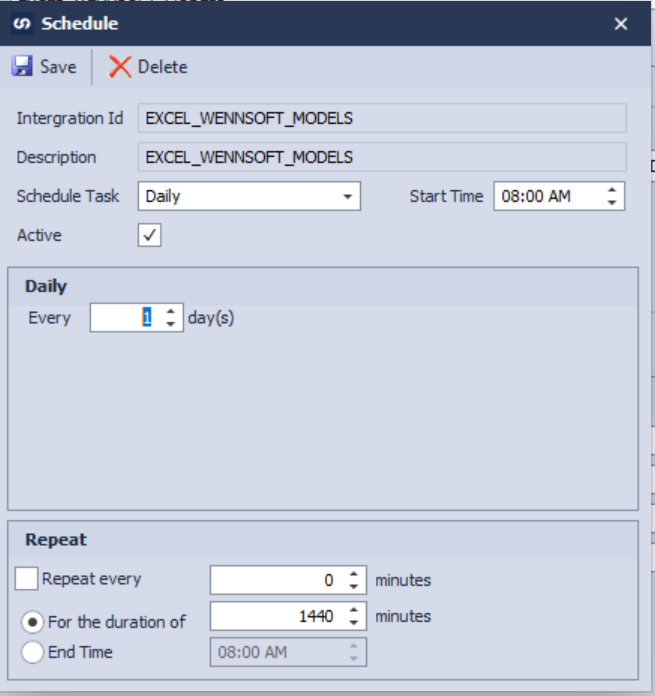 Schedule
Save Delete
Intergration Id EXCEL_WENNSOFT_MODELS
Description EXCEL_WENNSOFT_MODELS
Schedule Task Daily Start Time 08:00 AM
Active
Daily
Every 1 day(s)
Repeat
Repeat every 0 minutes
For the duration of 1440 minutes
End Time 08:00 AM